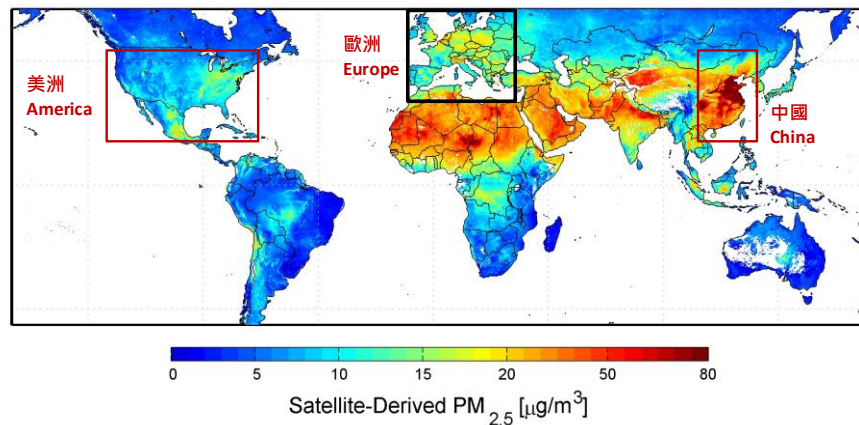 美洲
America
歐洲
Europe
中國
China
0 5 10 15 20 50 80
Satellite-Derived PM2.5 [μg/m³]